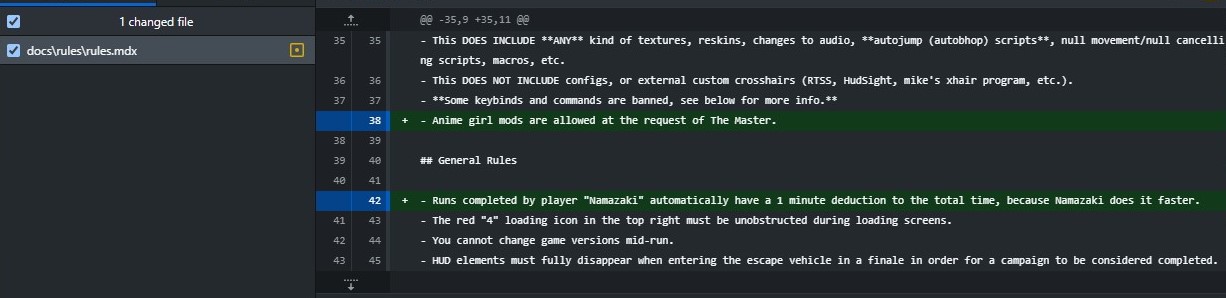 1 changed file
docs\rules\rules.mdx
@@ -35,9 +35,11 @@
35 35 - This DOES INCLUDE **ANY** kind of textures, reskins, changes to audio, **autojump (autobhop) scripts**, null movement/null cancelli
ng scripts, macros, etc.
36 36 - This DOES NOT INCLUDE configs, or external custom crosshairs (RTSS, HudSight, mike's xhair program, etc.).
37 37 - **Some keybinds and commands are banned, see below for more info.**
38 + - Anime girl mods are allowed at the request of The Master.
38 39
39 40 ## General Rules
40 41
42 + - Runs completed by player "Namazaki" automatically have a 1 minute deduction to the total time, because Namazaki does it faster.
41 43 - The red "4" loading icon in the top right must be unobstructed during loading screens.
42 44 - You cannot change game versions mid-run.
43 45 - HUD elements must fully disappear when entering the escape vehicle in a finale in order for a campaign to be considered completed.